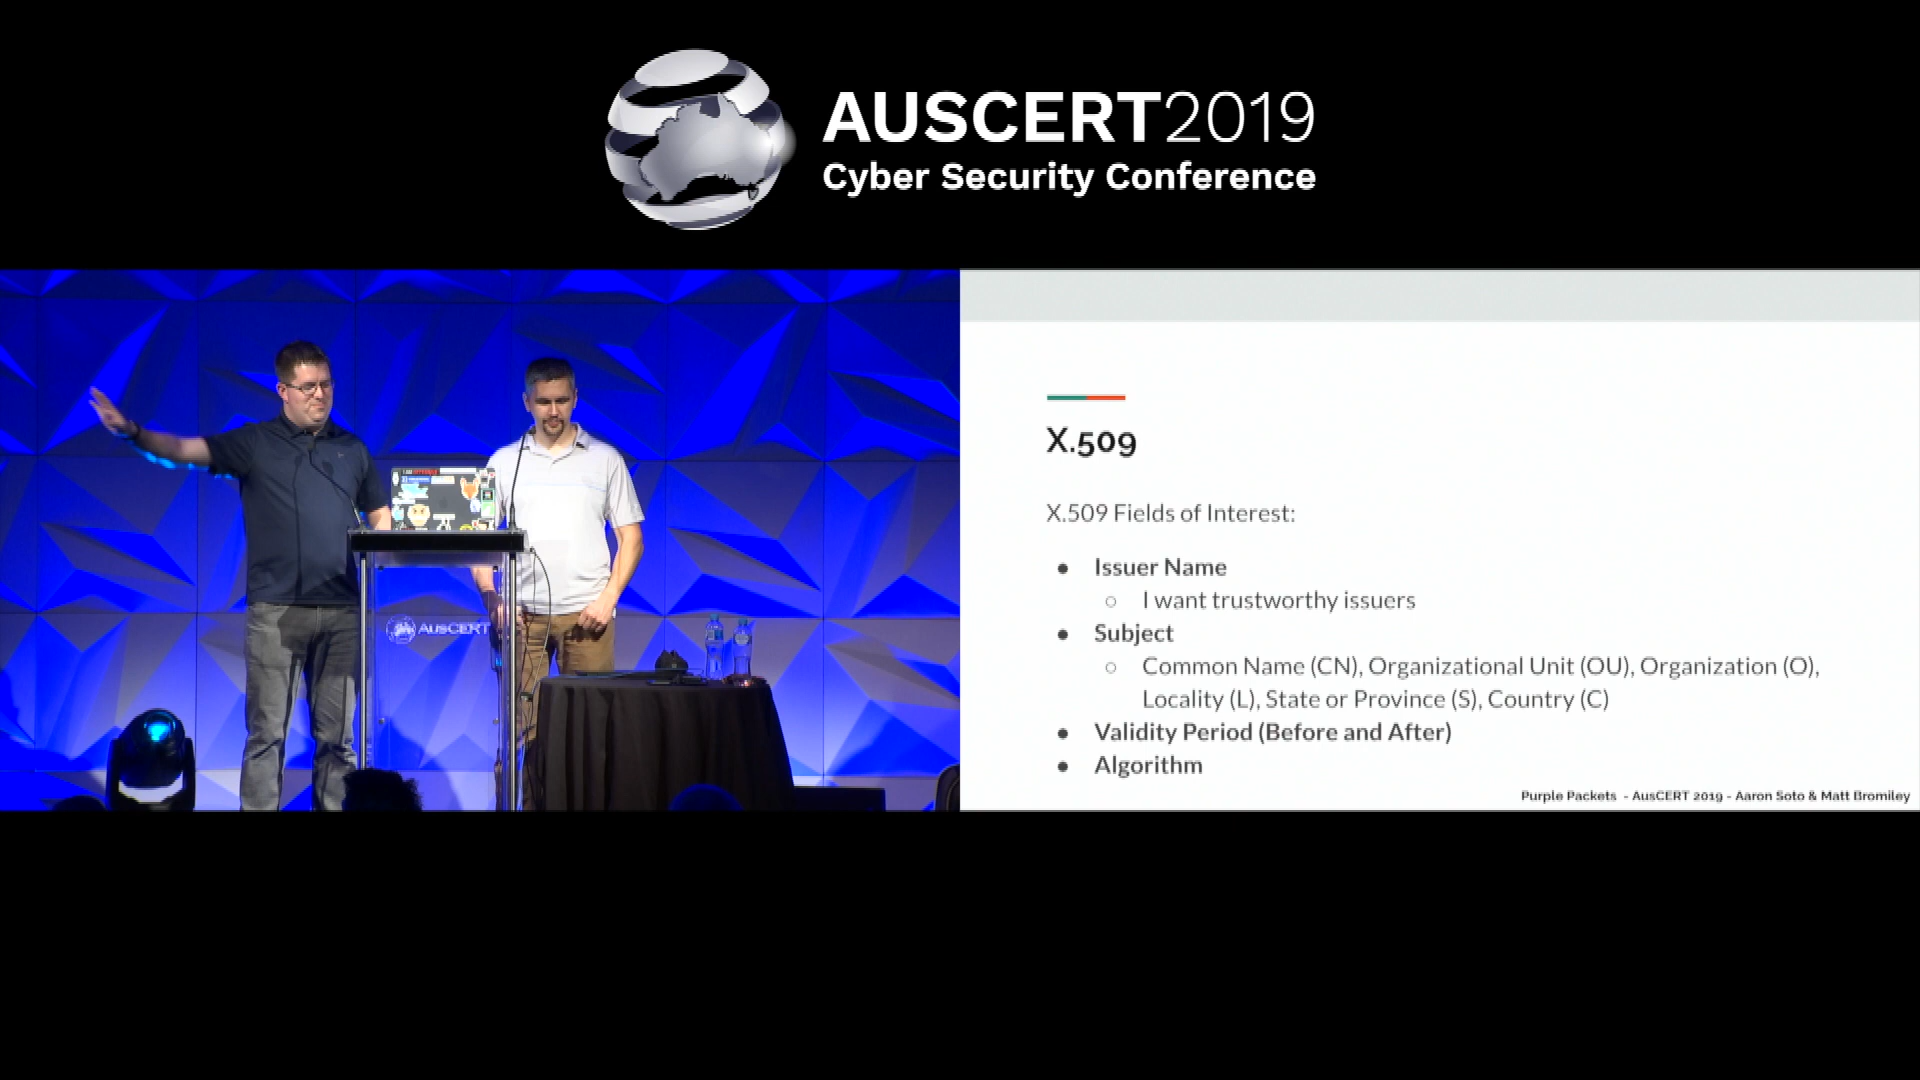 AUSCERT2019
Cyber Security Conference
AUSCERT
X.509
X.509 Fields of Interest:
● Issuer Name
○ I want trustworthy issuers
● Subject
○ Common Name (CN), Organizational Unit (OU), Organization (O),
Locality (L), State or Province (S), Country (C)
● Validity Period (Before and After)
● Algorithm
Purple Packets - AusCERT 2019 - Aaron Soto & Matt Bromiley